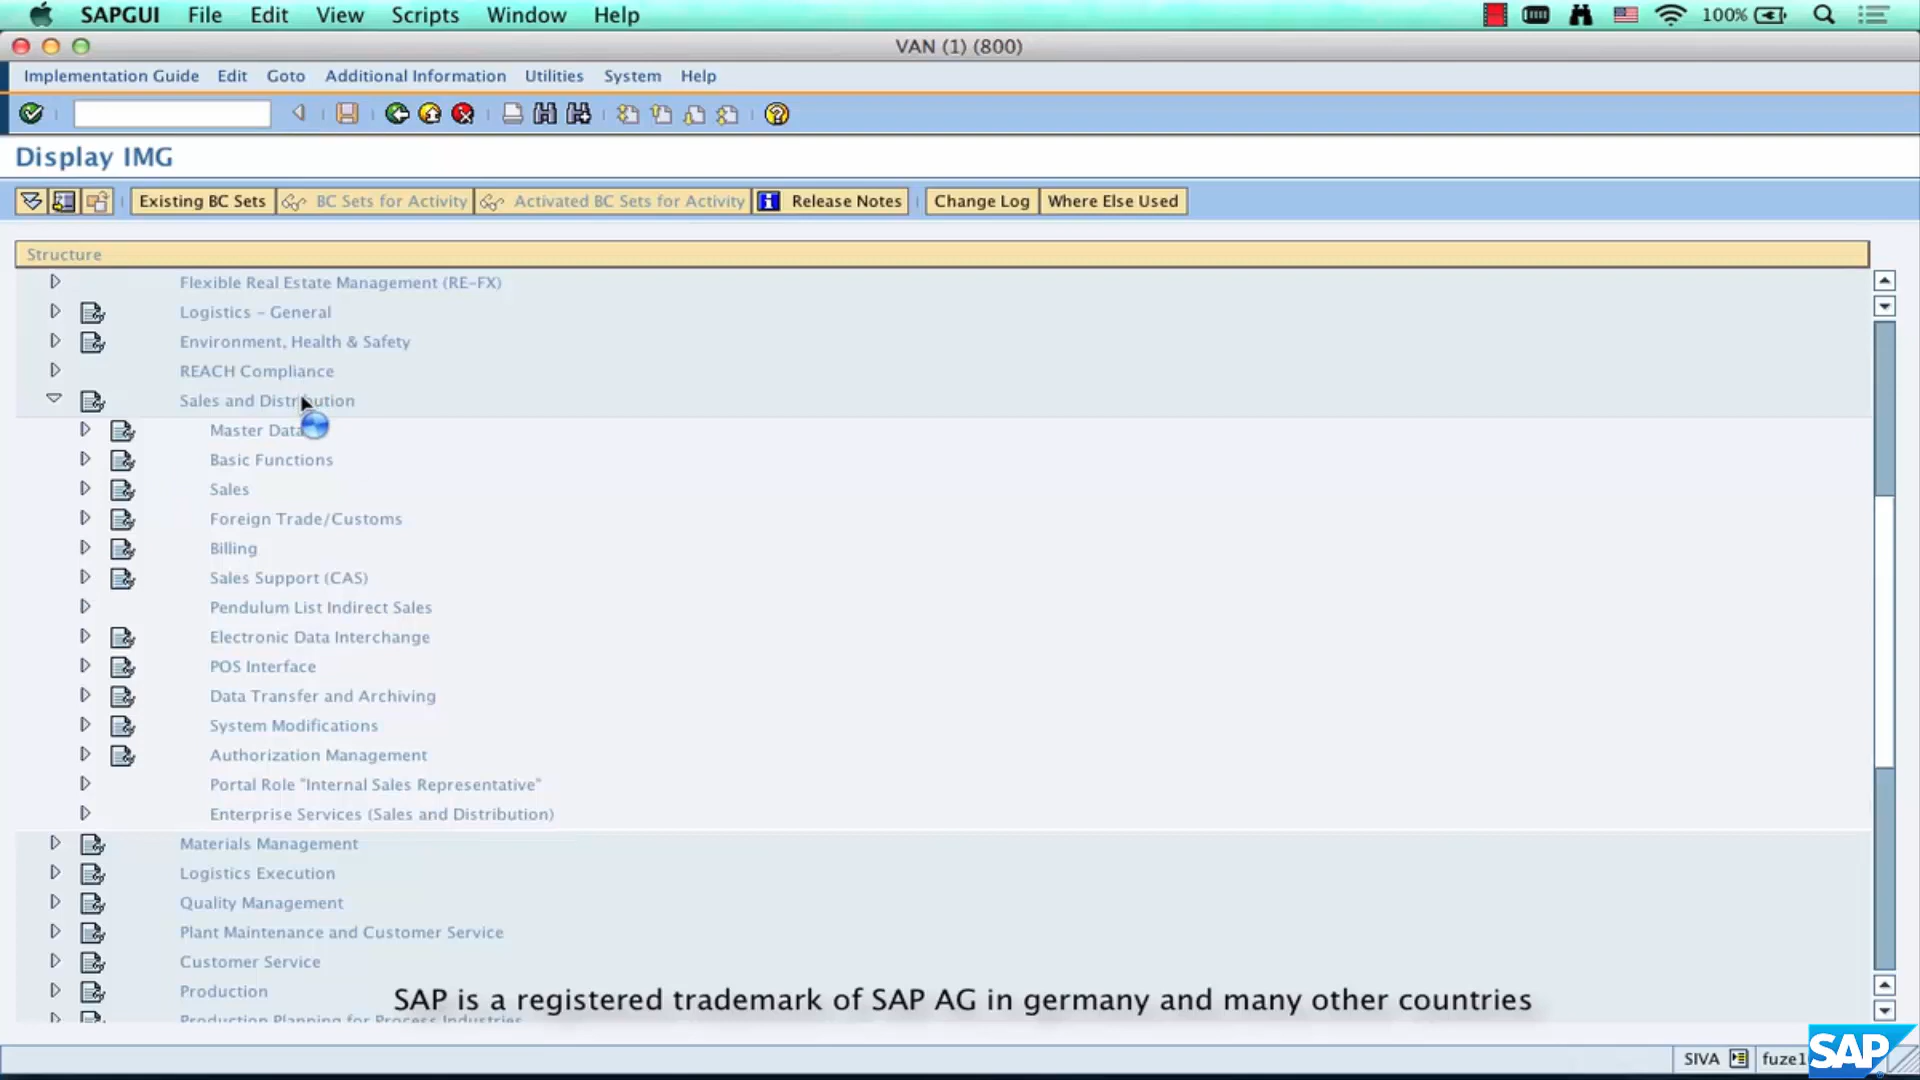 SAPGUI File Edit View Scripts Window Help 100%
VAN (1) (800)
Implementation Guide Edit Goto Additional Information Utilities System Help
Display IMG
Existing BC Sets BC Sets for Activity Activated BC Sets for Activity Release Notes Change Log Where Else Used
Structure
Flexible Real Estate Management (RE-FX)
Logistics - General
Environment, Health & Safety
REACH Compliance
Sales and Distribution
Master Data
Basic Functions
Sales
Foreign Trade/Customs
Billing
Sales Support (CAS)
Pendulum List Indirect Sales
Electronic Data Interchange
POS Interface
Data Transfer and Archiving
System Modifications
Authorization Management
Portal Role "Internal Sales Representative"
Enterprise Services (Sales and Distribution)
Materials Management
Logistics Execution
Quality Management
Plant Maintenance and Customer Service
Customer Service
Production
SAP is a registered trademark of SAP AG in germany and many other countries
Production Planning for Process Industries
SIVA fuze1
SAP